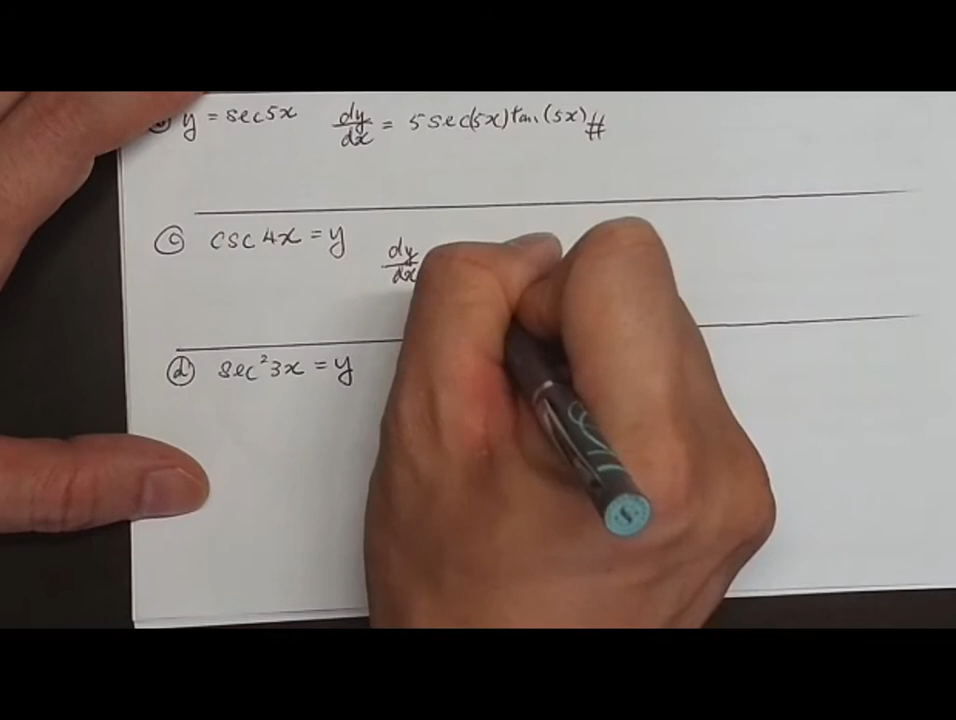 y = sec5x dy/dx = 5sec(5x)tan(5x)#
ⓒ csc4x = y dy/dx
ⓓ sec²3x = y